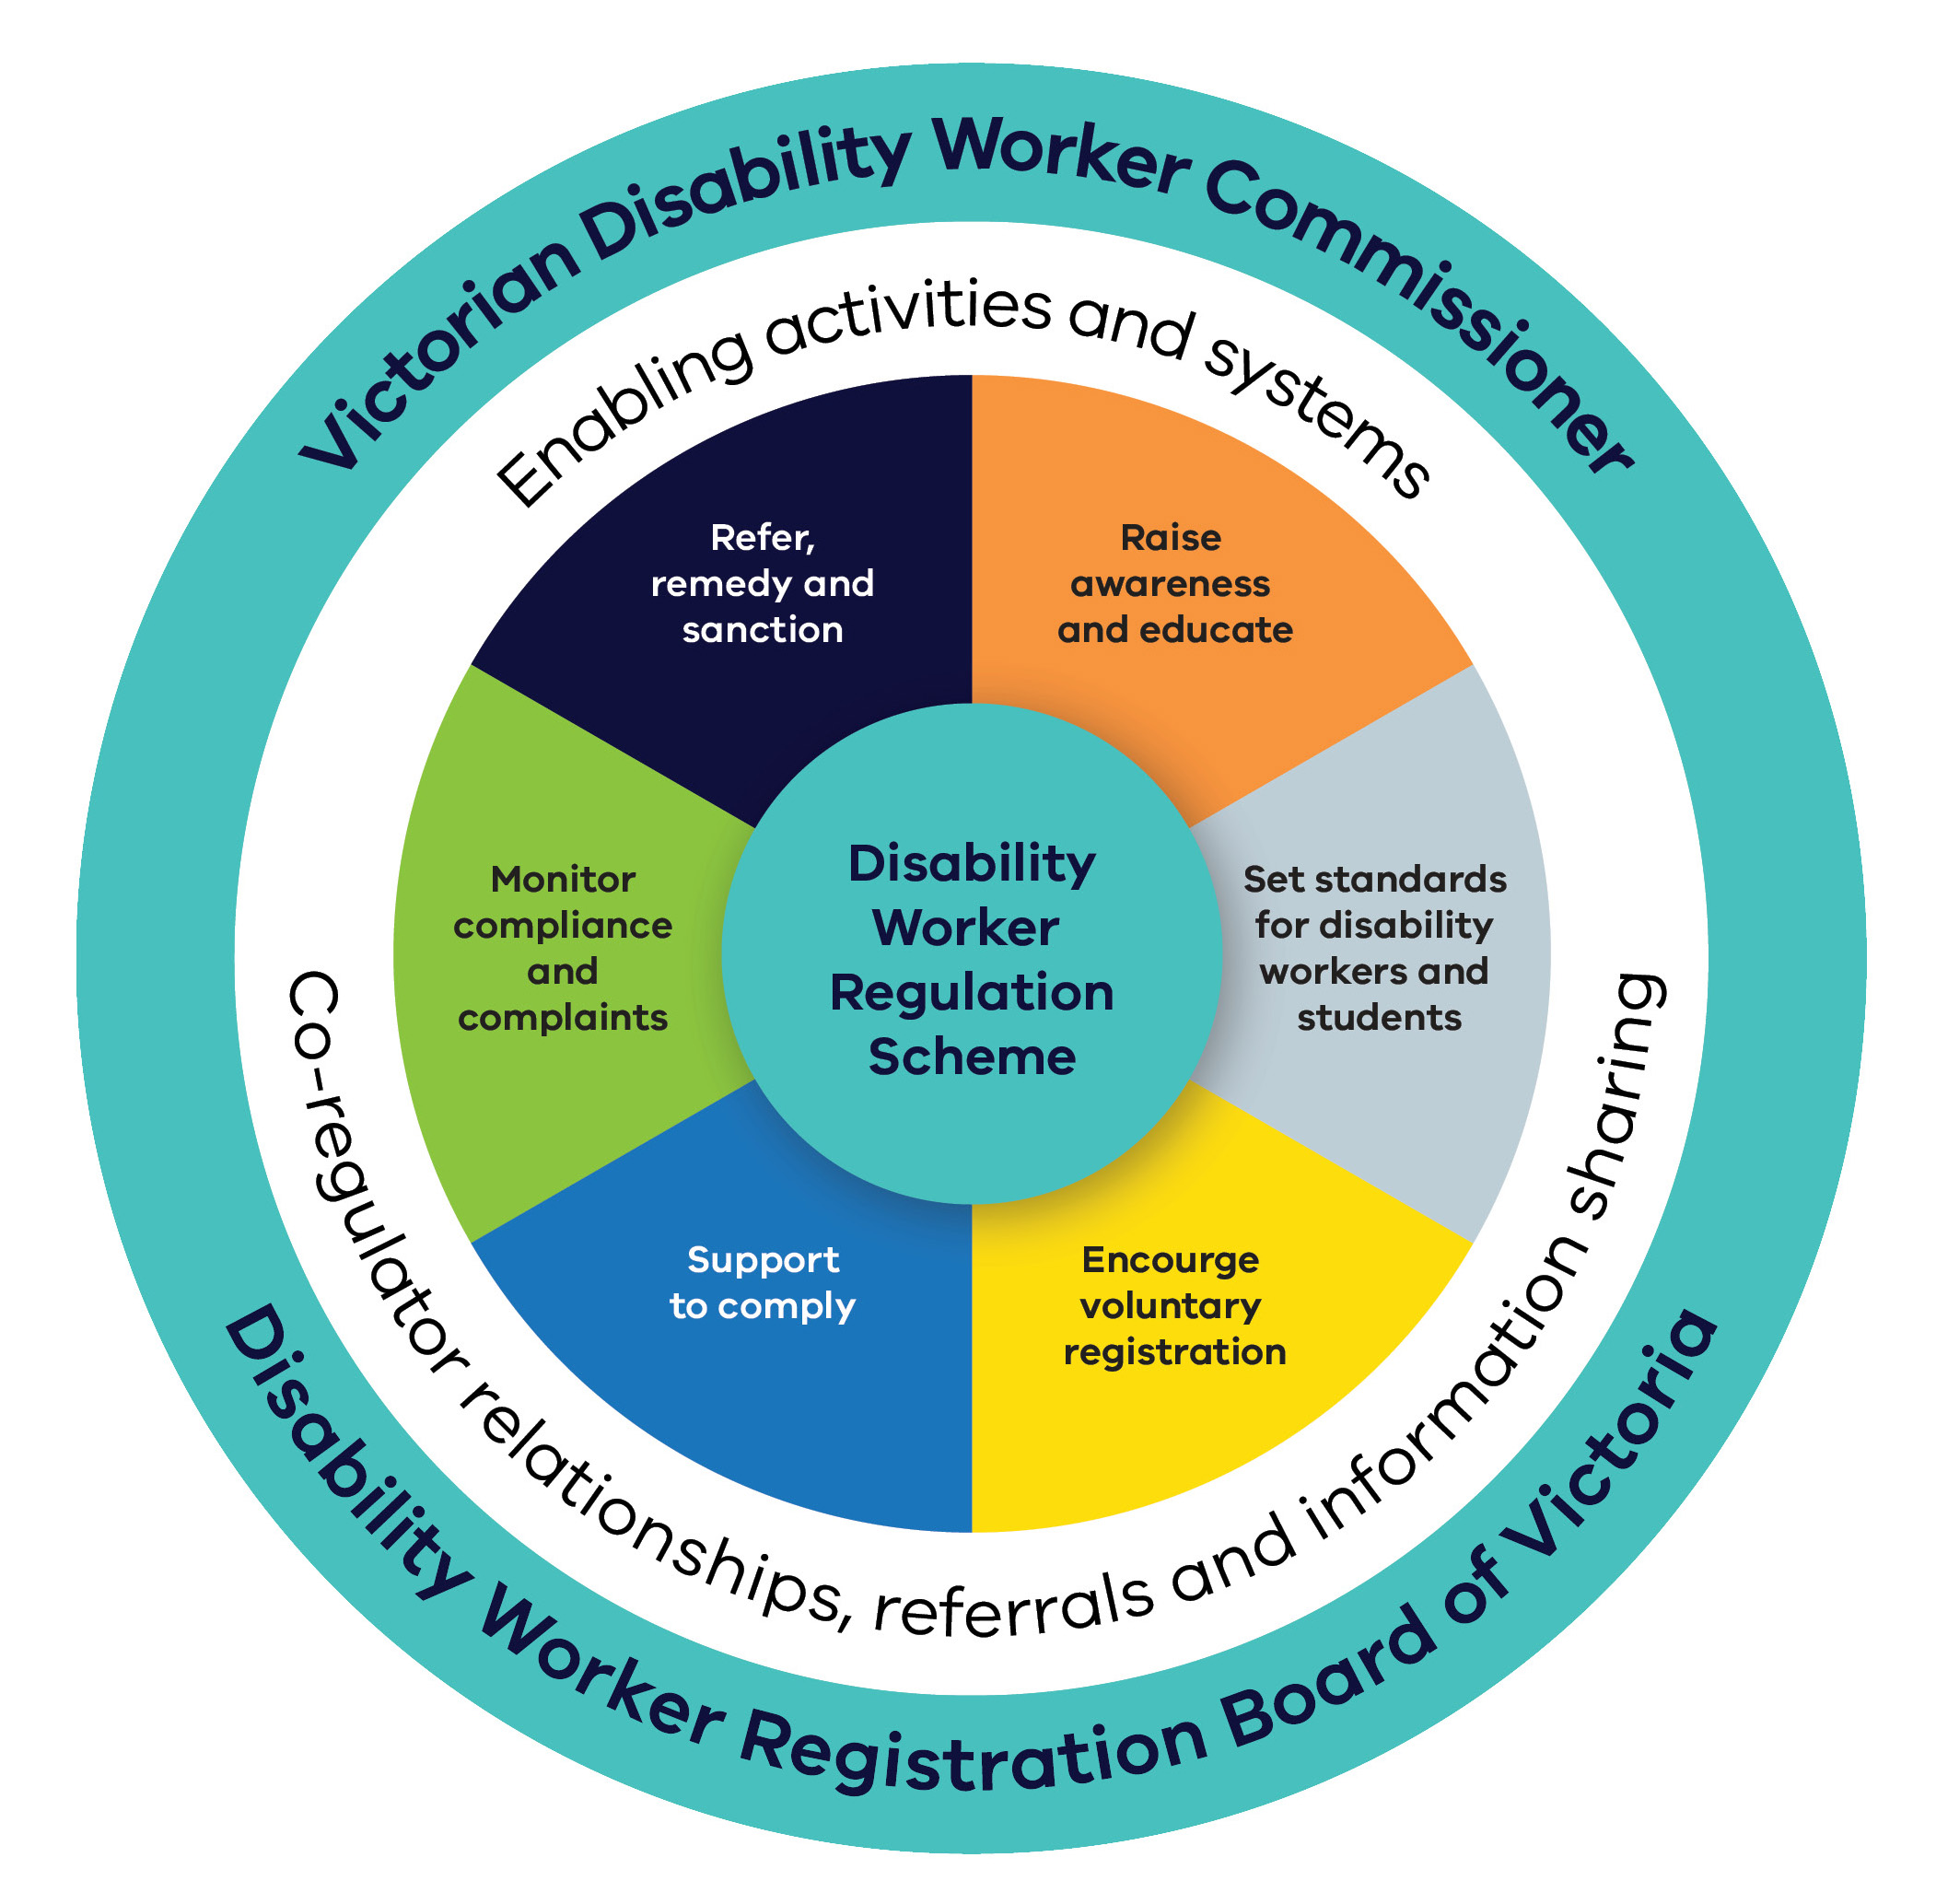 Victorian Disability Worker Commissioner
Enabling activities and systems
Refer,
remedy and
sanction
Raise
awareness
and educate
Monitor
compliance
and
complaints
Disability
Worker
Regulation
Scheme
Set standards
for disability
workers and
students
Support
to comply
Encourge
voluntary
registration
Co-regulator relationships, referrals and information sharing
Disability Worker Registration Board of Victoria